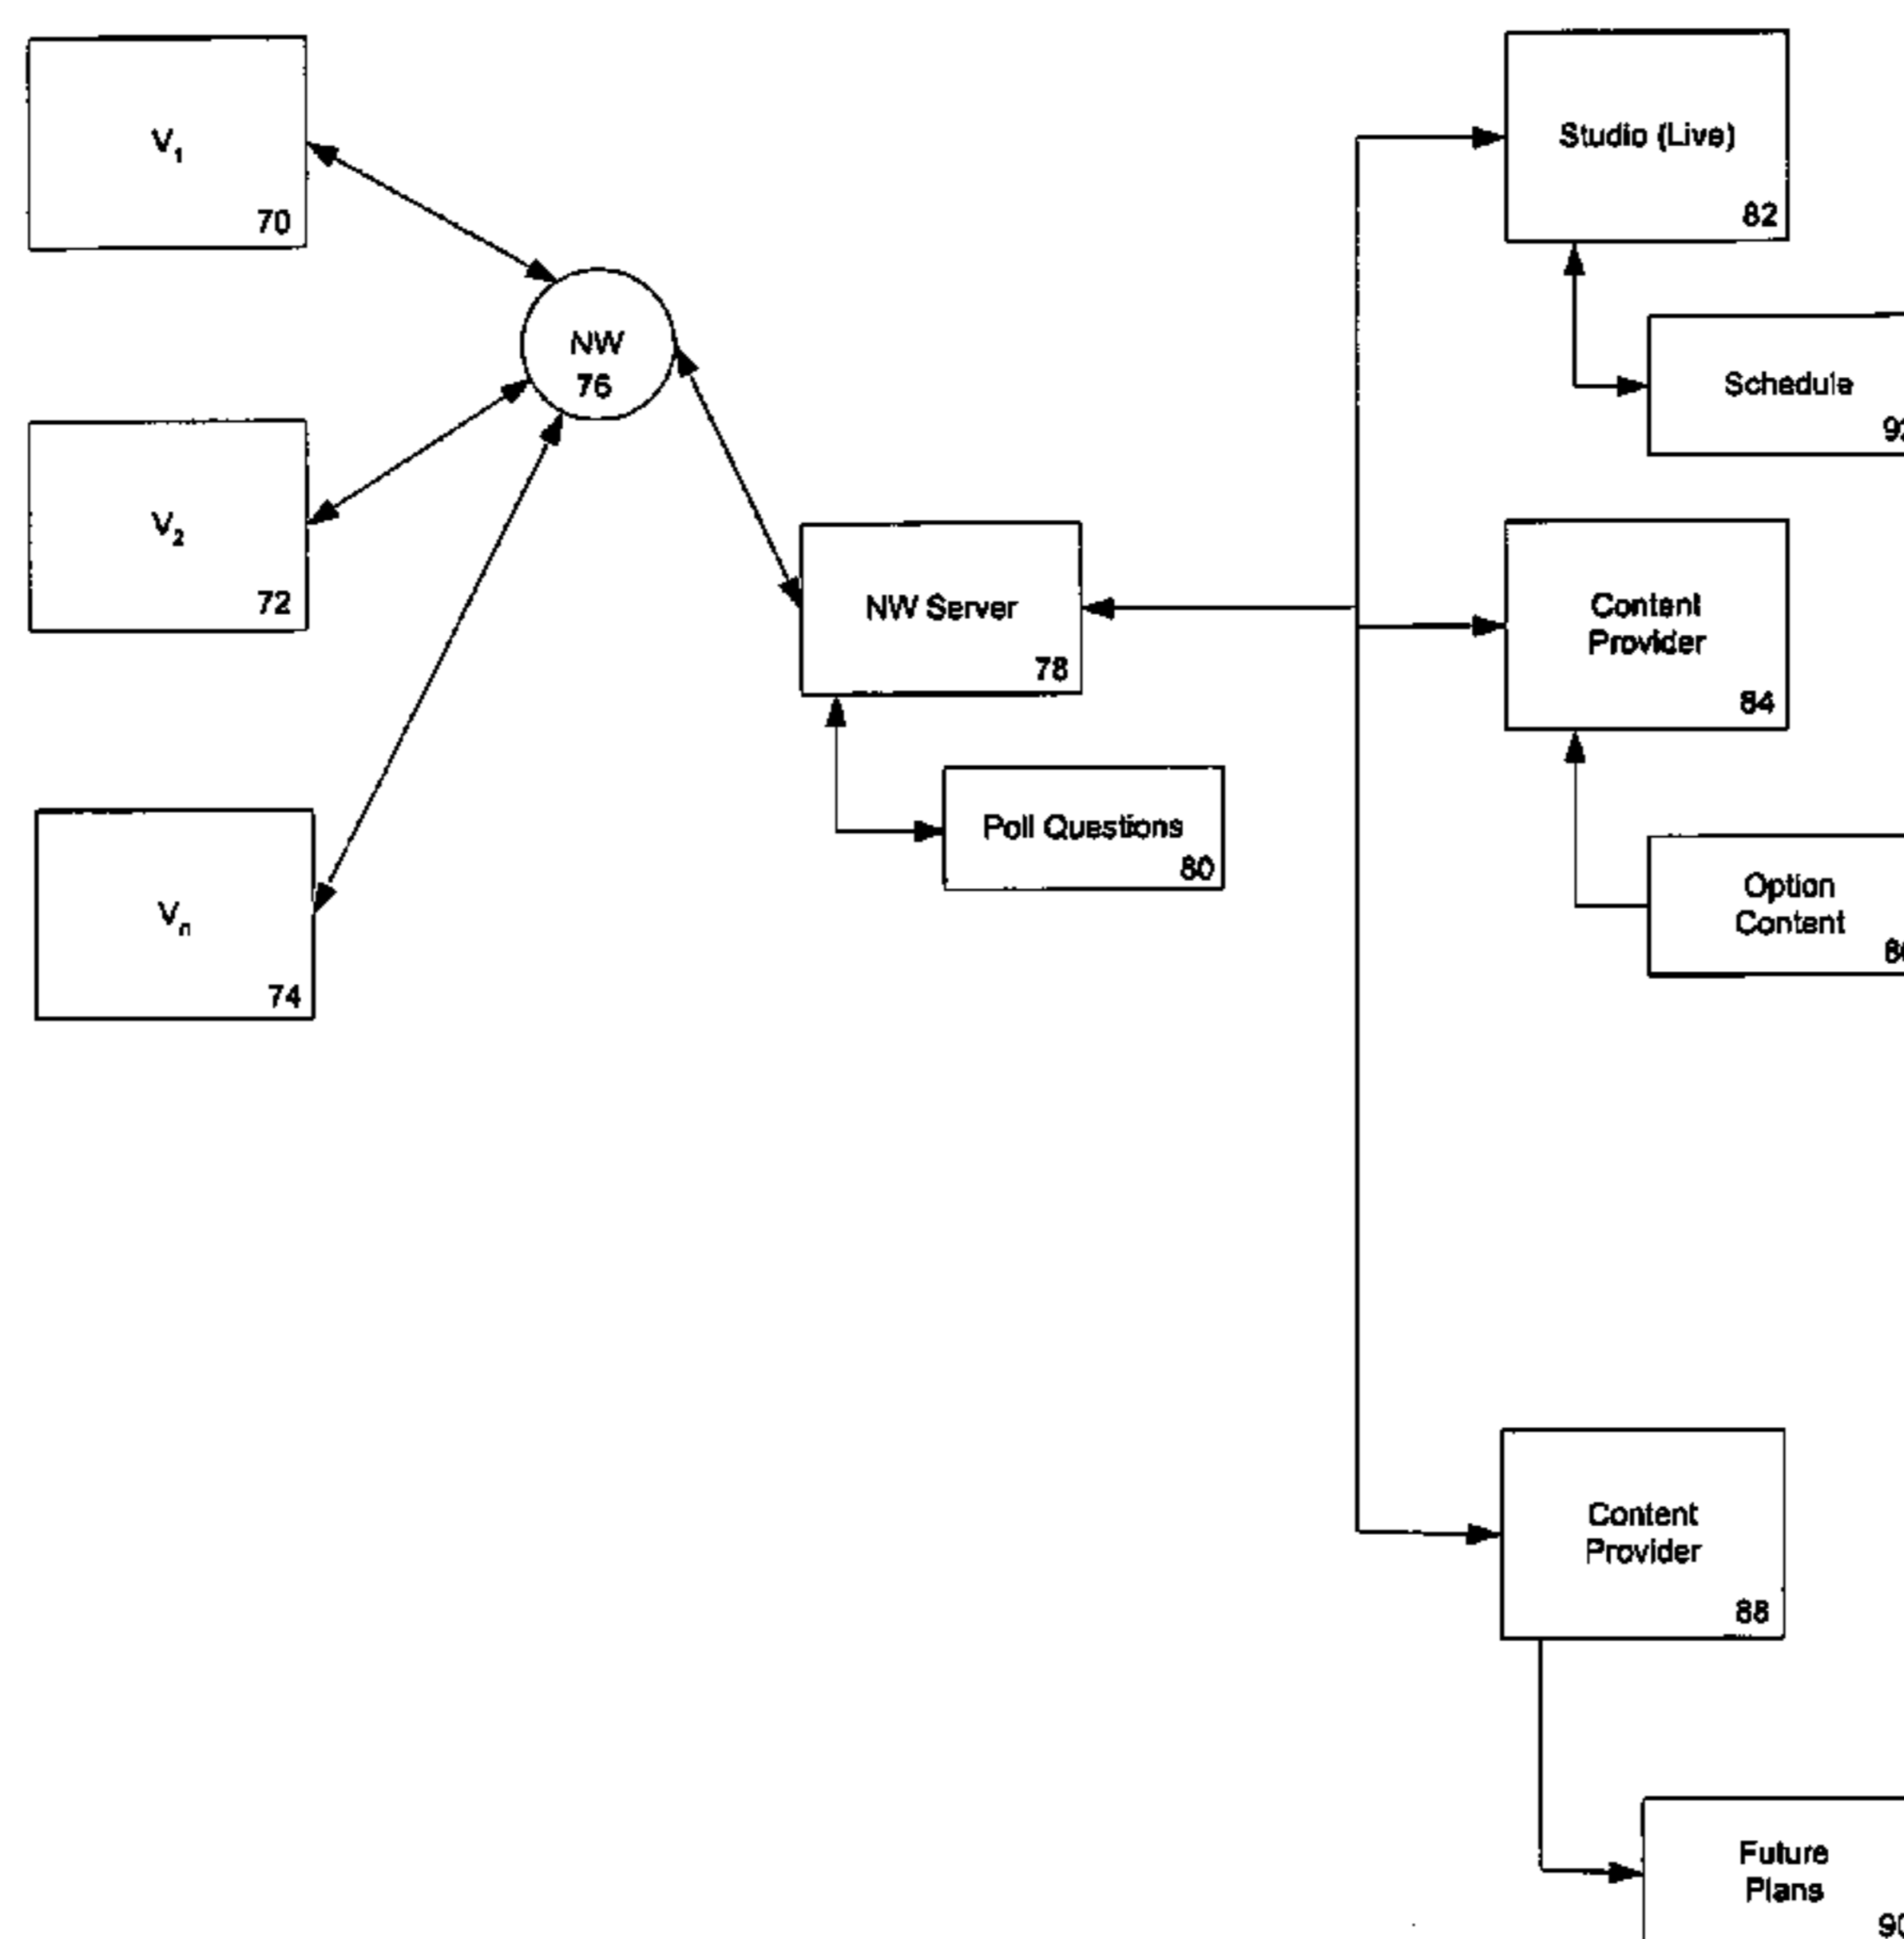 V1
70
V2
72
Vn
74
NW
76
NW Server
78
Poll Questions
80
Studio (Live)
82
Schedule
Content
Provider
84
Option
Content
Content
Provider
88
Future
Plans
90